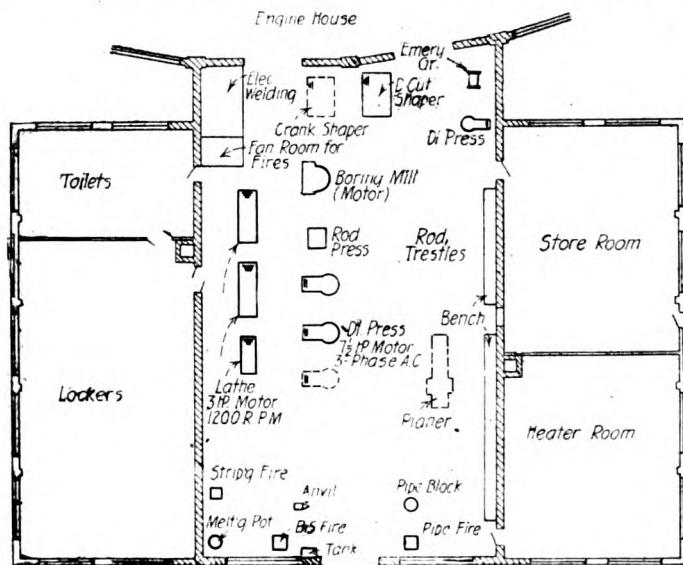 Engine House
Elec
Welding
Crank Shaper
D Cut
Shaper
Emery
Gr.
Fan Room for
Fires
Di Press
Toilets
Boring Mill
(Motor)
Rod
Press
Rod
Trestles
Store Room
Bench
Di. Press
7½ HP Motor
3-Phase A.C
Lockers
Lathe
3 HP. Motor
1200 R P M
Planer
Heater Room
Strip'g Fire
Anvil
Pipe Block
Melt'g Pot
B.S Fire
Pipe Fire
Tank